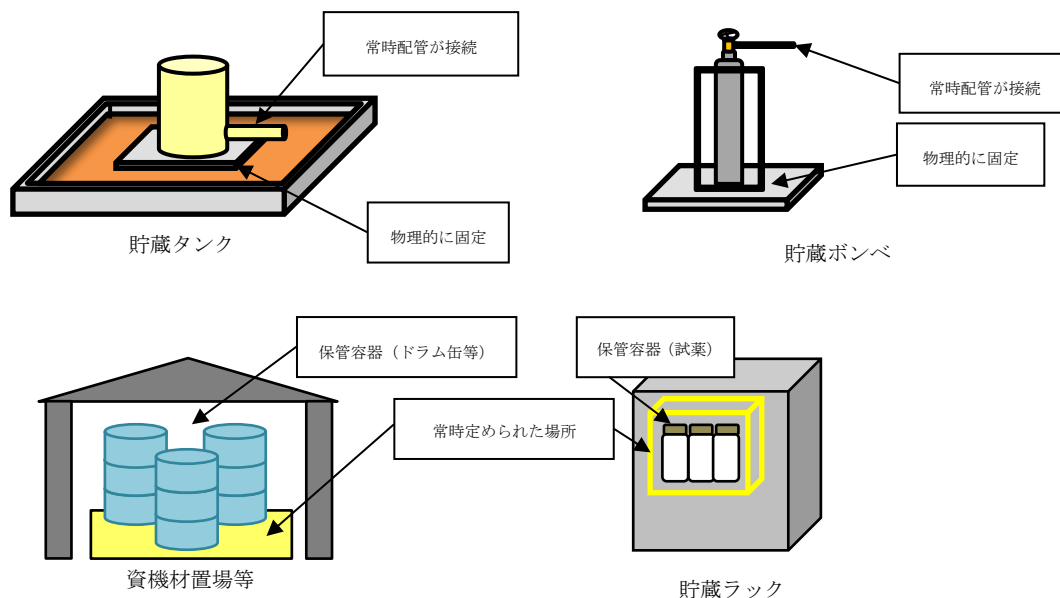 常時配管が接続
物理的に固定
貯蔵タンク
常時配管が接続
物理的に固定
貯蔵ボンベ
保管容器（ドラム缶等）
保管容器（試薬）
常時定められた場所
資機材置場等
貯蔵ラック